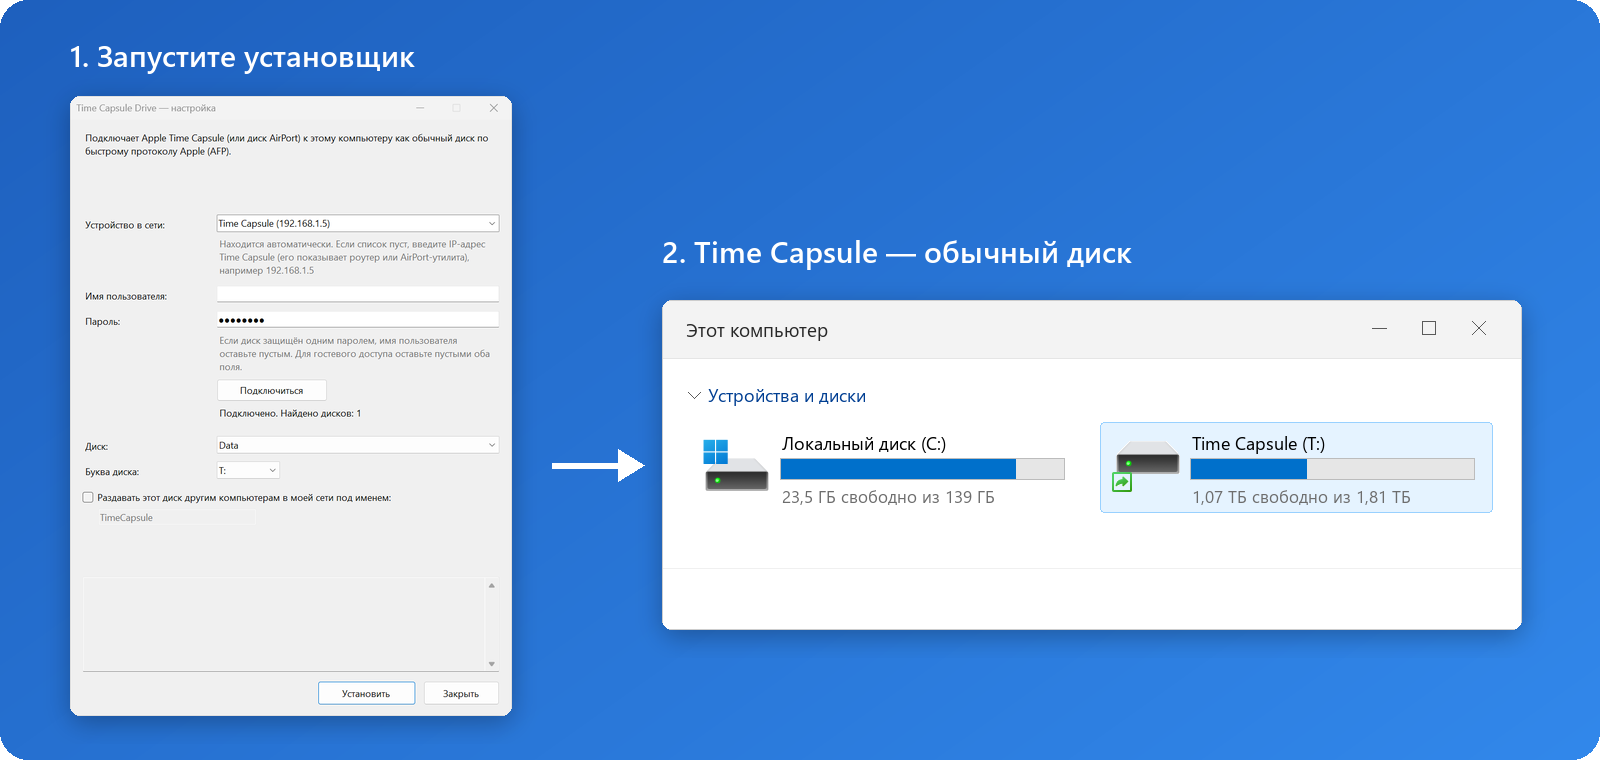 1. Запустите установщик
Time Capsule Drive — настройка
Подключает Apple Time Capsule (или диск AirPort) к этому компьютеру как обычный диск по
быстрому протоколу Apple (AFP).
Устройство в сети:
Time Capsule (192.168.1.5)
Находится автоматически. Если список пуст, введите IP-адрес
Time Capsule (его показывает роутер или AirPort-утилита),
например 192.168.1.5
Имя пользователя:
Пароль:
●●●●●●●●
Если диск защищён одним паролем, имя пользователя
оставьте пустым. Для гостевого доступа оставьте пустыми оба
поля.
Подключиться
Подключено. Найдено дисков: 1
Диск:
Data
Буква диска:
T:
Раздавать этот диск другим компьютерам в моей сети под именем:
TimeCapsule
Установить
Закрыть
2. Time Capsule — обычный диск
Этот компьютер
Устройства и диски
Локальный диск (C:)
23,5 ГБ свободно из 139 ГБ
Time Capsule (T:)
1,07 ТБ свободно из 1,81 ТБ